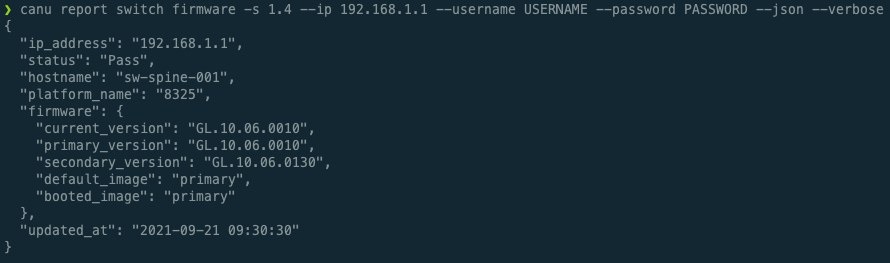 ❯ canu report switch firmware -s 1.4 --ip 192.168.1.1 --username USERNAME --password PASSWORD --json --verbose
{
  "ip_address": "192.168.1.1",
  "status": "Pass",
  "hostname": "sw-spine-001",
  "platform_name": "8325",
  "firmware": {
    "current_version": "GL.10.06.0010",
    "primary_version": "GL.10.06.0010",
    "secondary_version": "GL.10.06.0130",
    "default_image": "primary",
    "booted_image": "primary"
  },
  "updated_at": "2021-09-21 09:30:30"
}